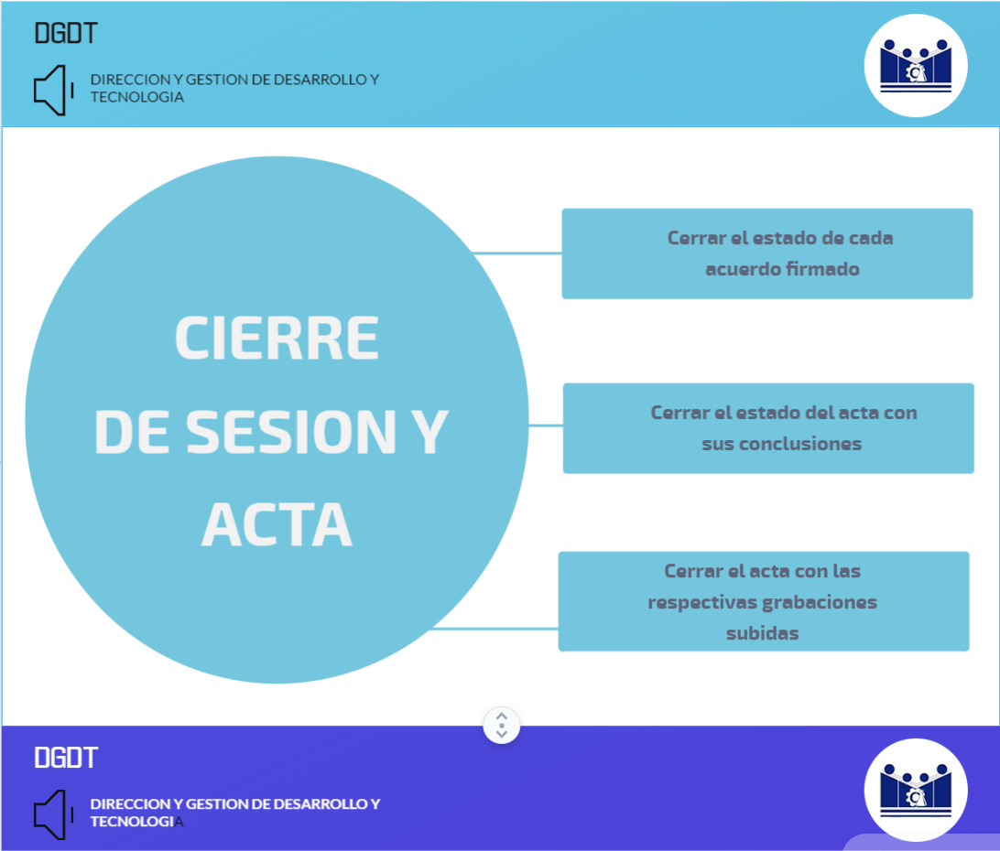 DGDT
DIRECCION Y GESTION DE DESARROLLO Y
TECNOLOGIA
CIERRE
DE SESION Y
ACTA
Cerrar el estado de cada
acuerdo firmado
Cerrar el estado del acta con
sus conclusiones
Cerrar el acta con las
respectivas grabaciones
subidas
DGDT
DIRECCION Y GESTION DE DESARROLLO Y
TECNOLOGIA